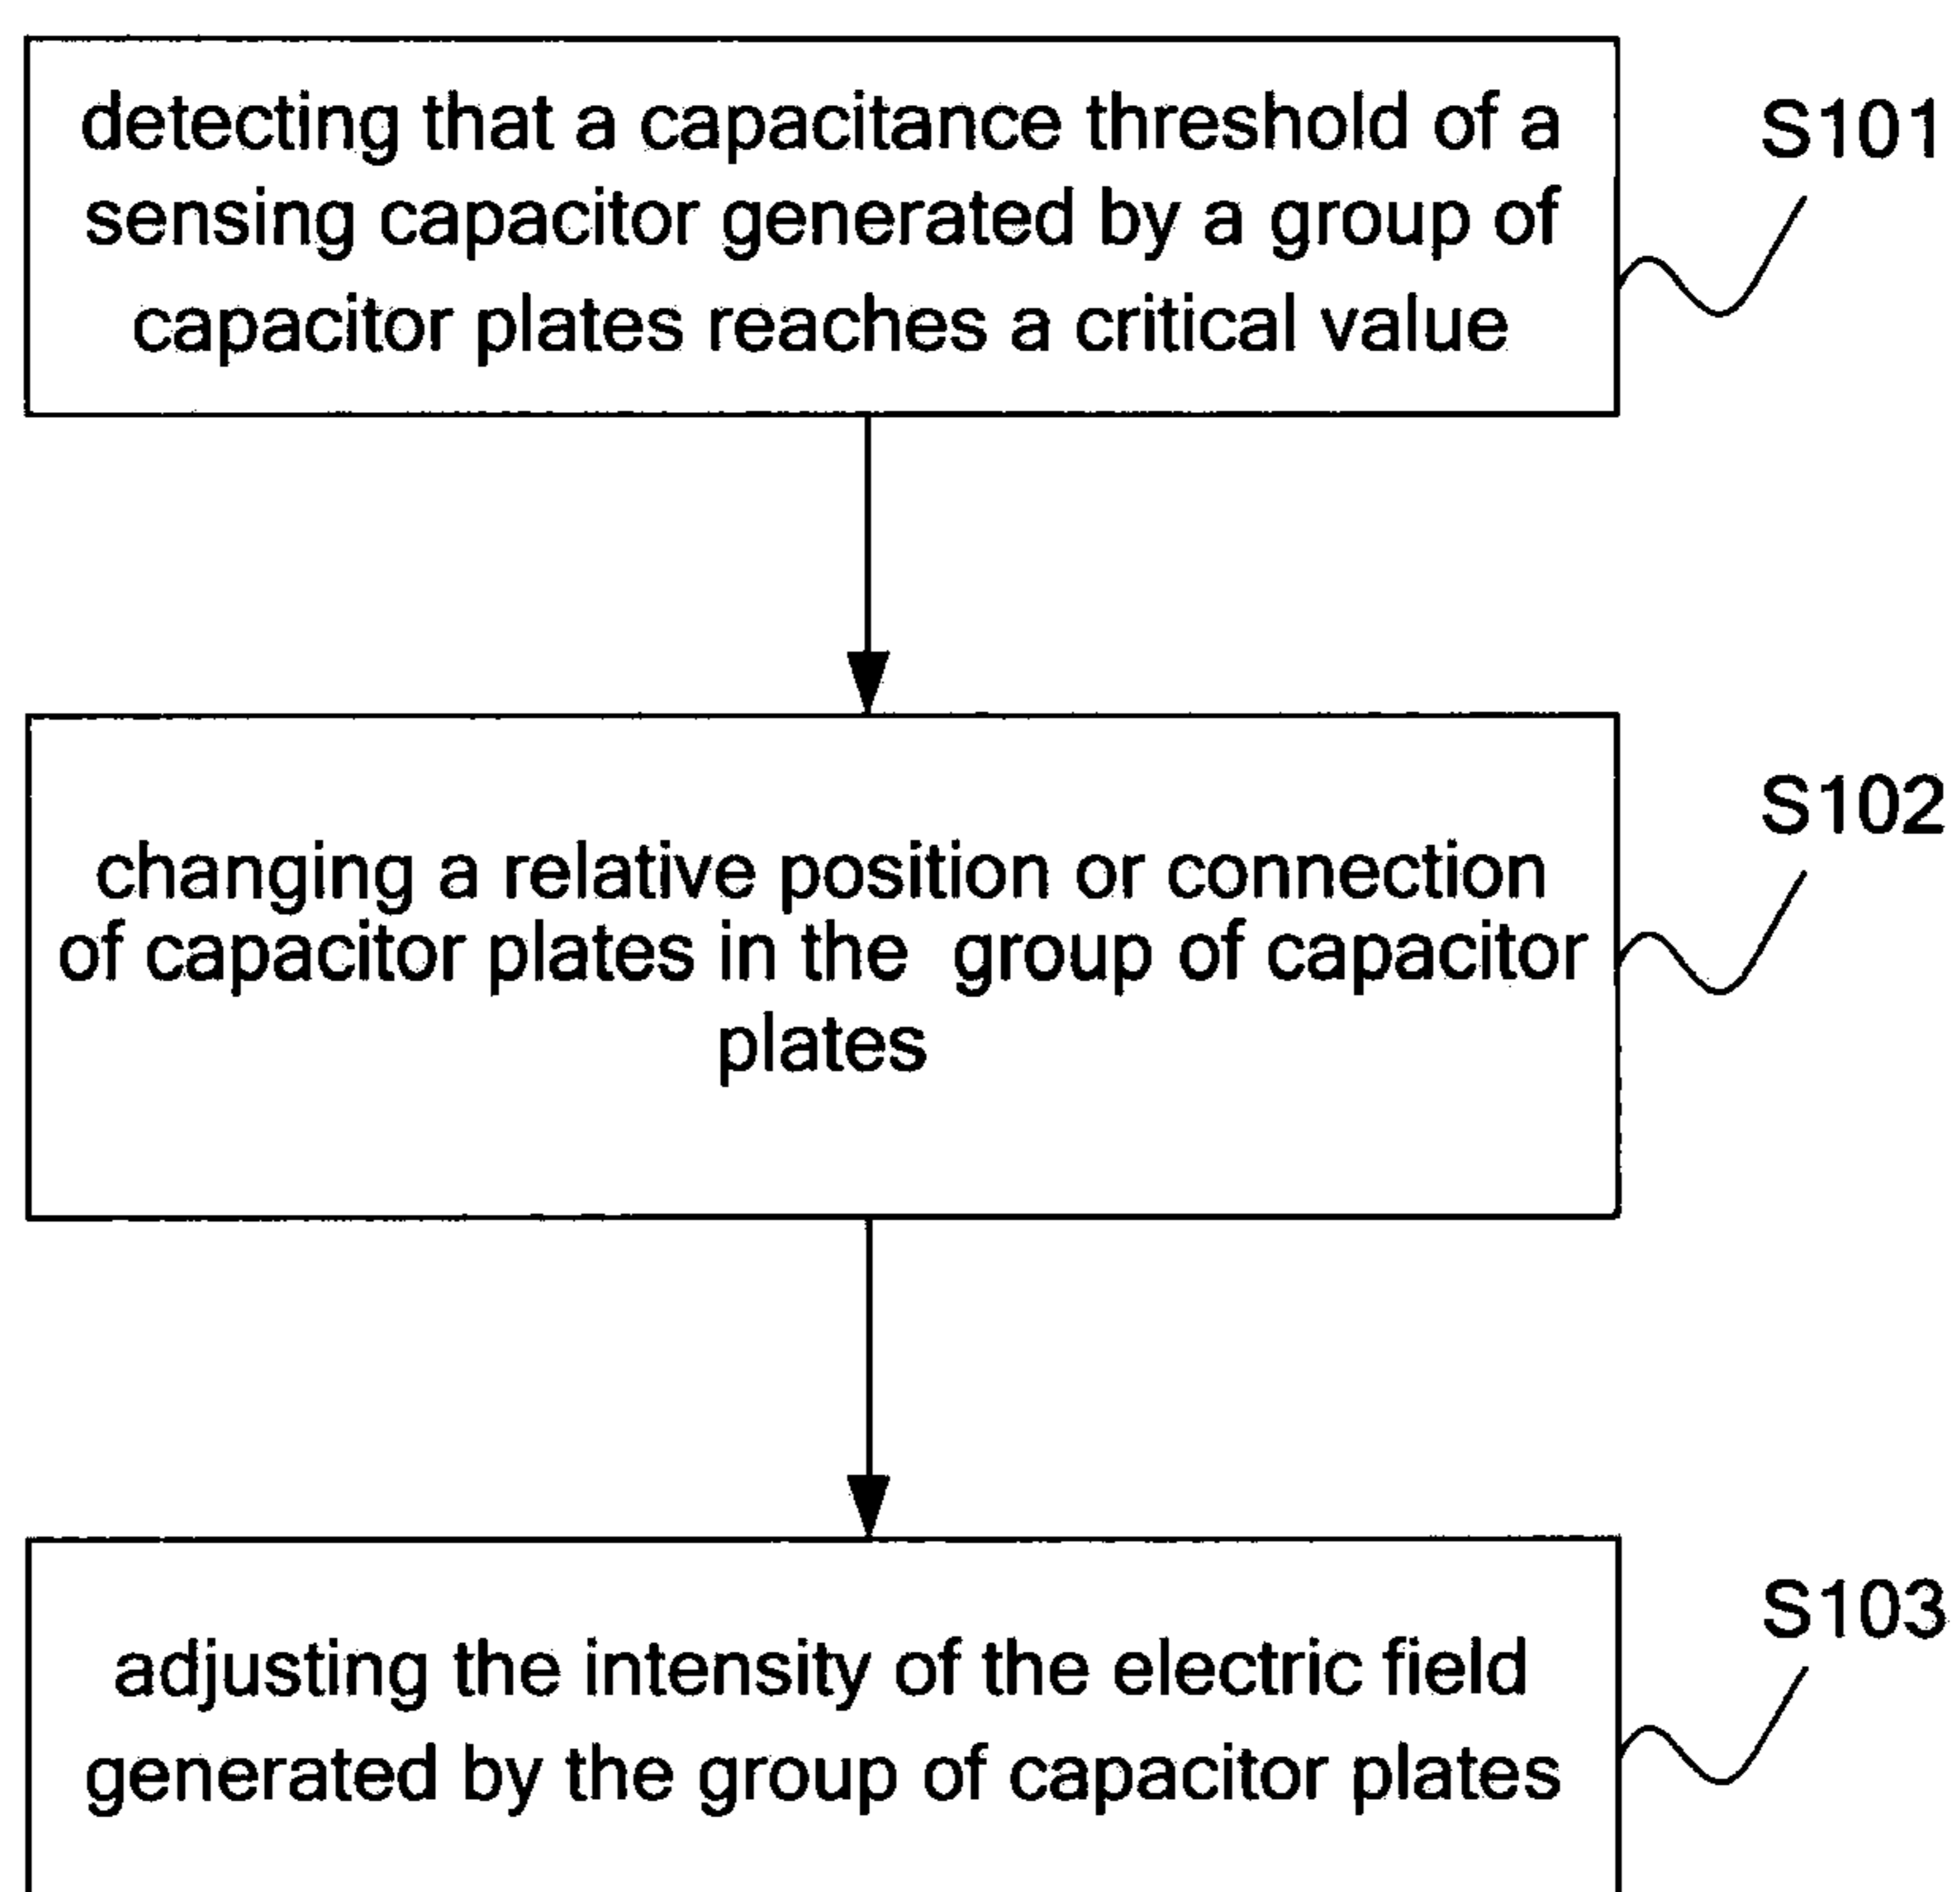 detecting that a capacitance threshold of a
S101
sensing capacitor generated by a group of
capacitor plates reaches a critical value
S102
changing a relative position or connection
of capacitor plates in the group of capacitor
plates
S103
adjusting the intensity of the electric field
generated by the group of capacitor plates